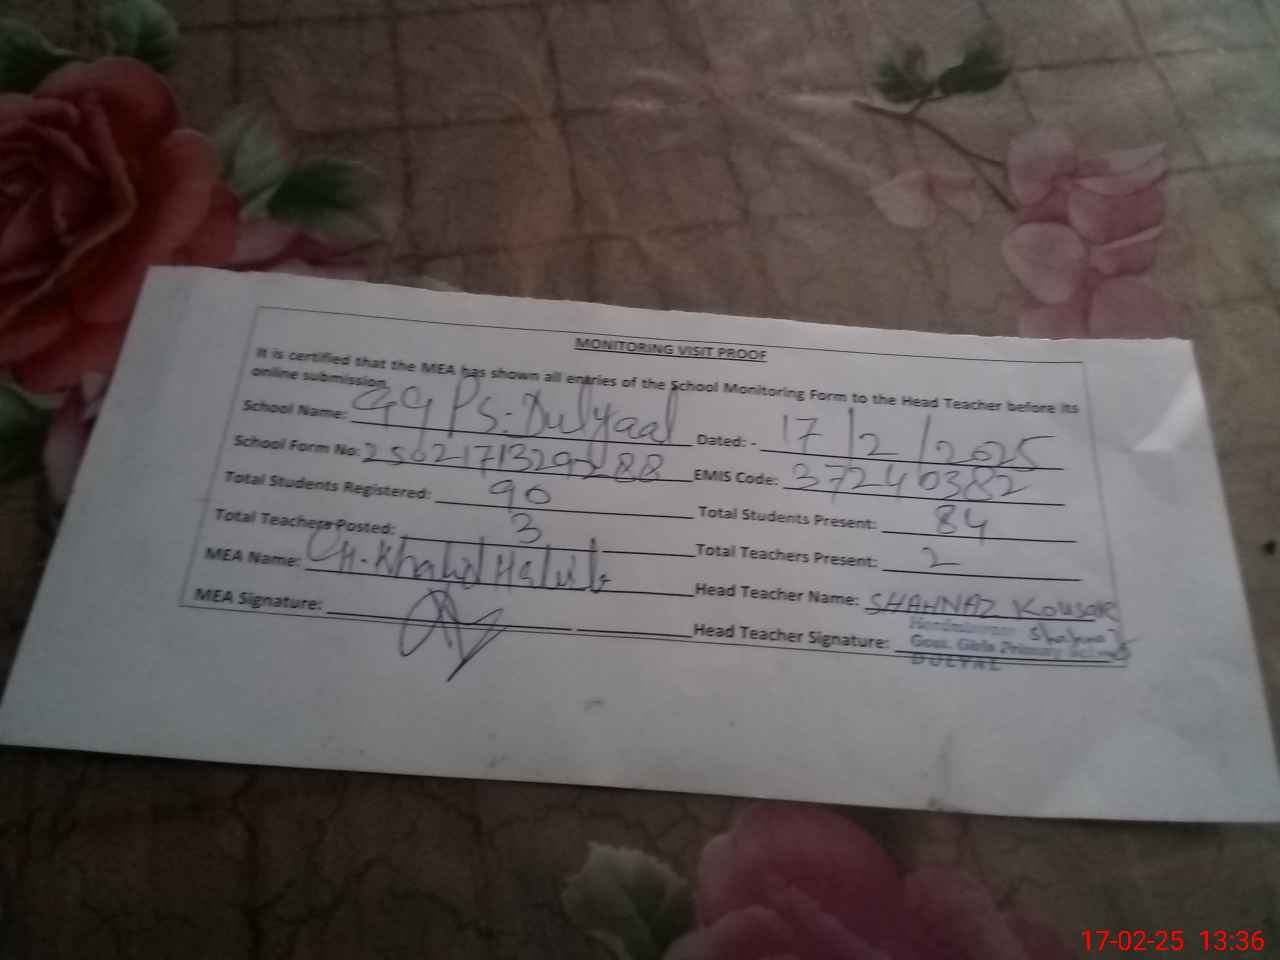 MONITORING VISIT PROOF
It is certified that the MEA has shown all entries of the School Monitoring Form to the Head Teacher before its
online submission.
School Name: GGPS. Dulyaal Dated: - 17/2/2025
School Form No: EMIS Code: 37240382
Total Students Registered: 90 Total Students Present: 84
Total Teachers Posted: 3 Total Teachers Present: 2
MEA Name: CH. Khalid Head Teacher Name: SHAHNAZ KOUSAR
MEA Signature: Head Teacher Signature: Shahnaz
Headmistress
Govt. Girls Primary School
DULYAL
17-02-25 13:36